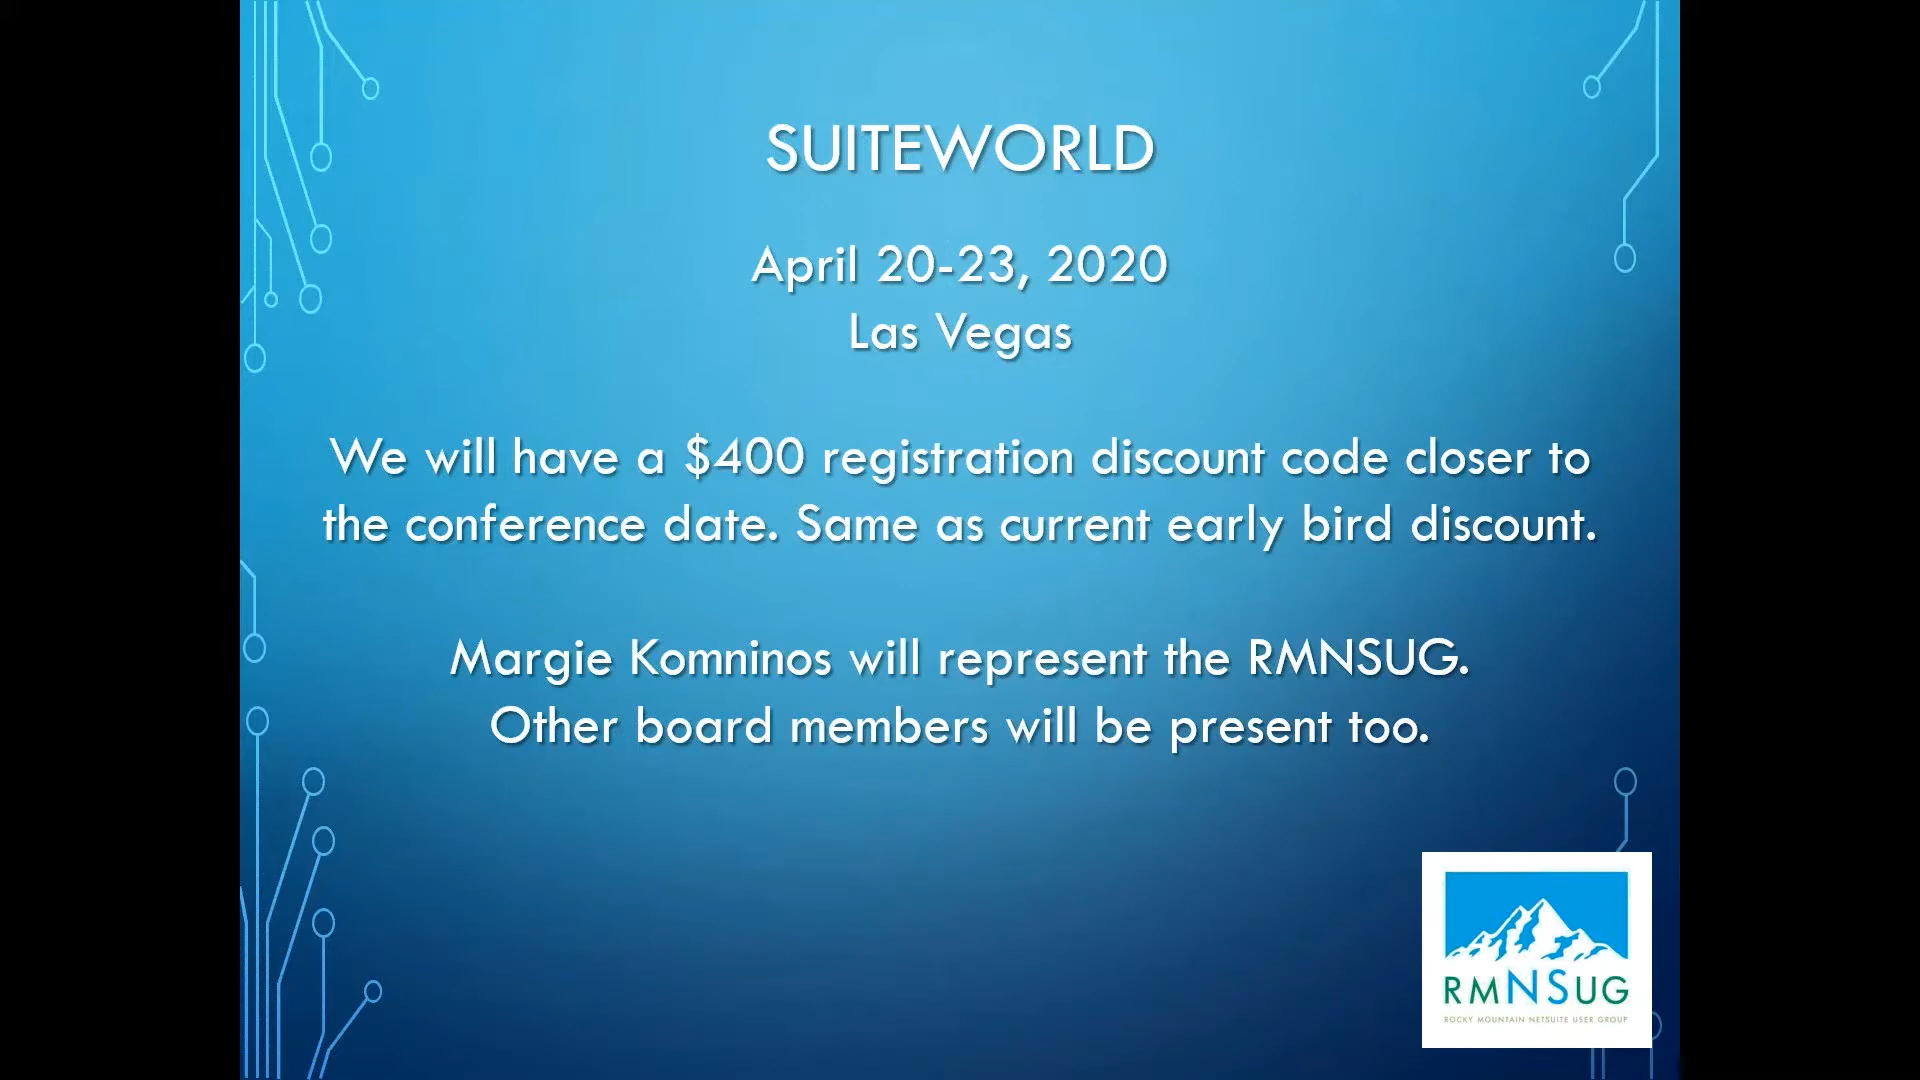 SUITEWORLD
April 20-23, 2020
Las Vegas
We will have a $400 registration discount code closer to
the conference date. Same as current early bird discount.
Margie Komninos will represent the RMNSUG.
Other board members will be present too.
RMNSUG
ROCKY MOUNTAIN NETSUITE USER GROUP